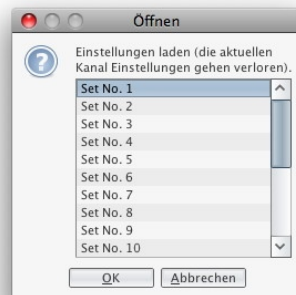 Öffnen
Einstellungen laden (die aktuellen
Kanal Einstellungen gehen verloren).
Set No. 1
Set No. 2
Set No. 3
Set No. 4
Set No. 5
Set No. 6
Set No. 7
Set No. 8
Set No. 9
Set No. 10
OK
Abbrechen